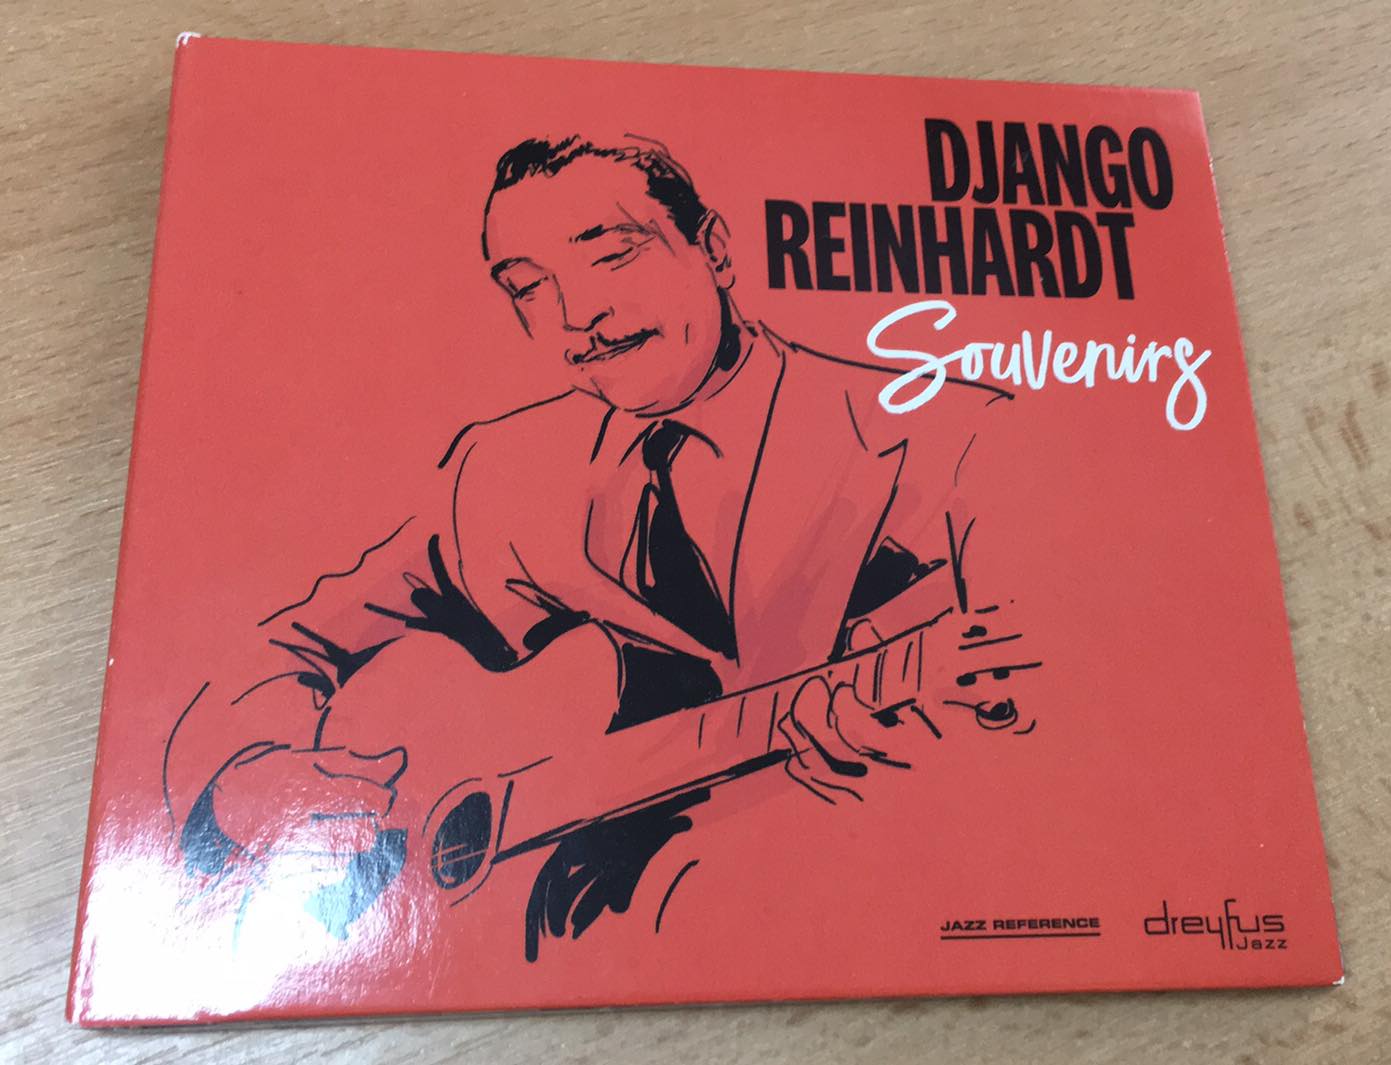 DJANGO
REINHARDT
Souvenirs
JAZZ REFERENCE
dreyfus
jazz